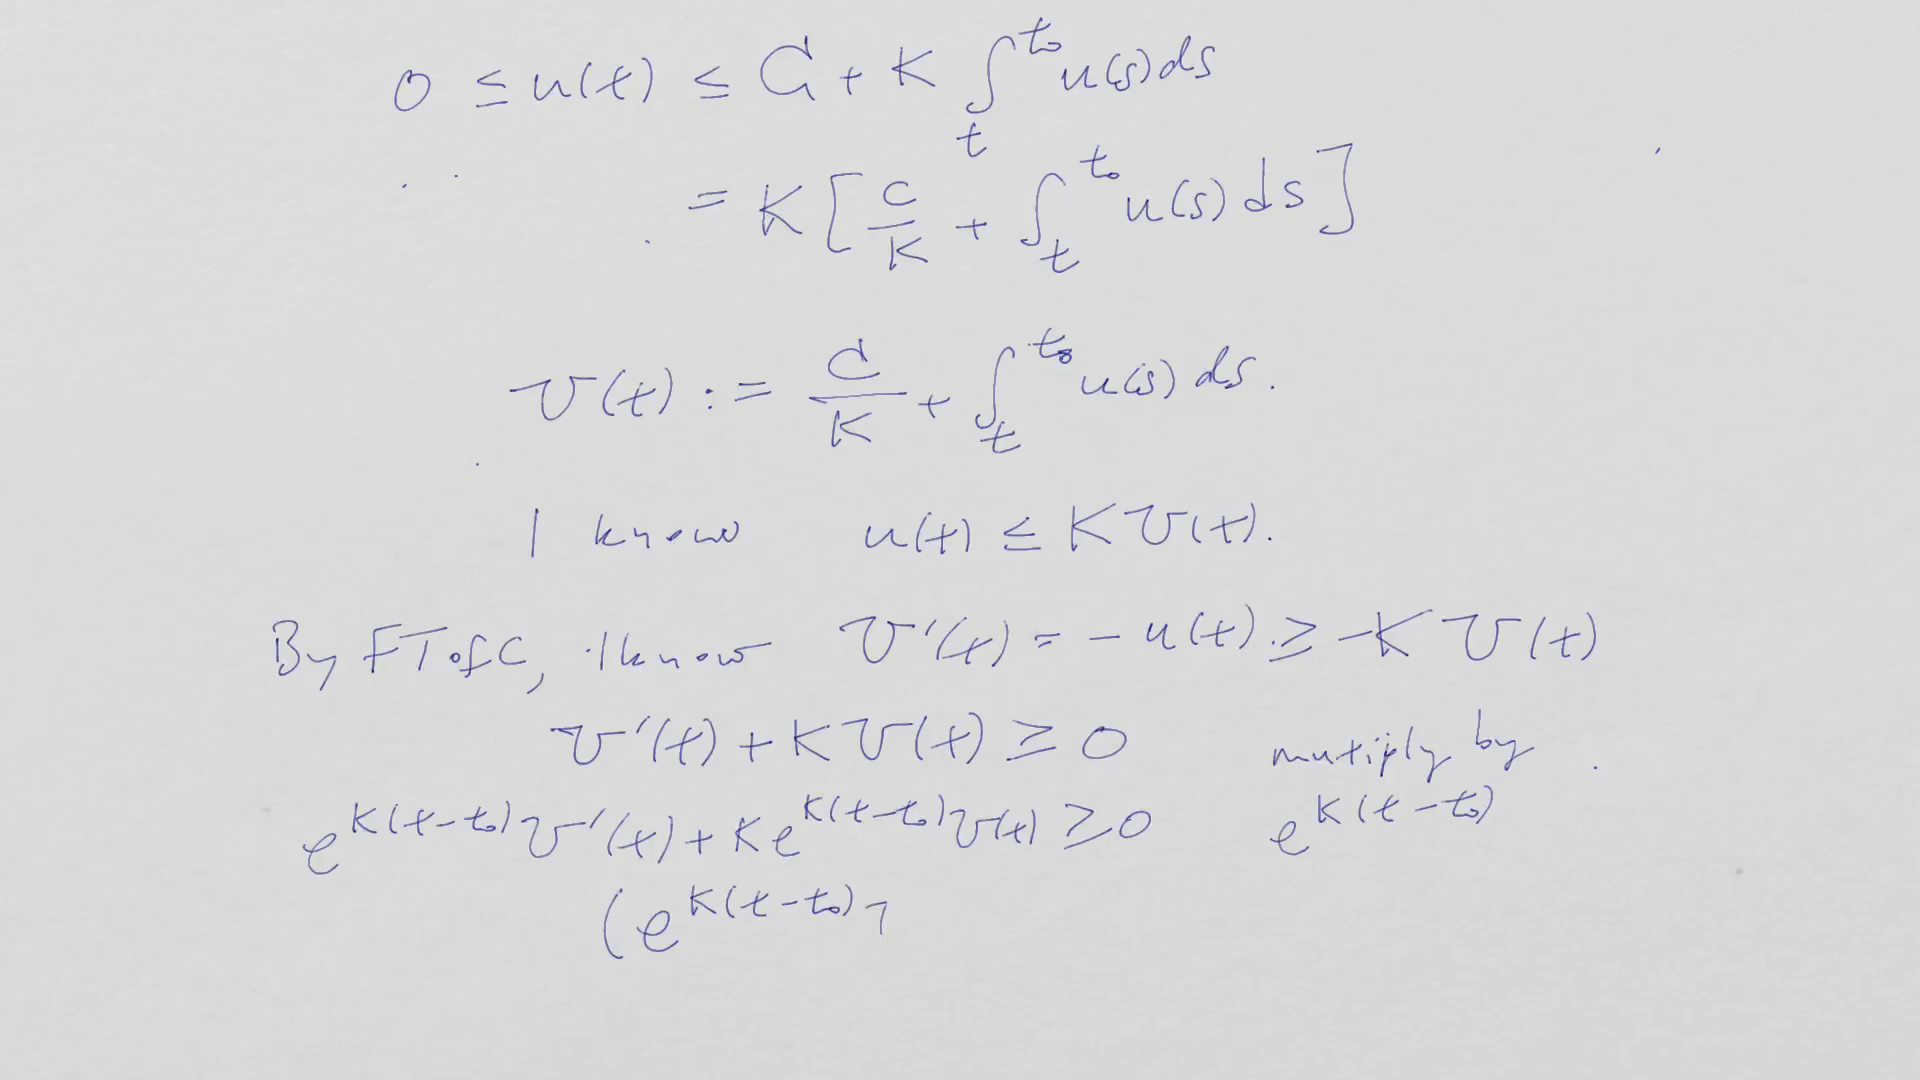 0 ≤ u(t) ≤ C + K ∫_t^{t₀} u(s) ds
= K [ C/K + ∫_t^{t₀} u(s) ds ]
v(t) := C/K + ∫_t^{t₀} u(s) ds.
I know u(t) ≤ K v(t).
By FTofC, I know v'(t) = - u(t) ≥ -K v(t)
v'(t) + K v(t) ≥ 0 mutiply by
e^{K(t-t₀)} v'(t) + K e^{K(t-t₀)} v(t) ≥ 0 e^{K(t-t₀)}
(e^{K(t-t₀)}